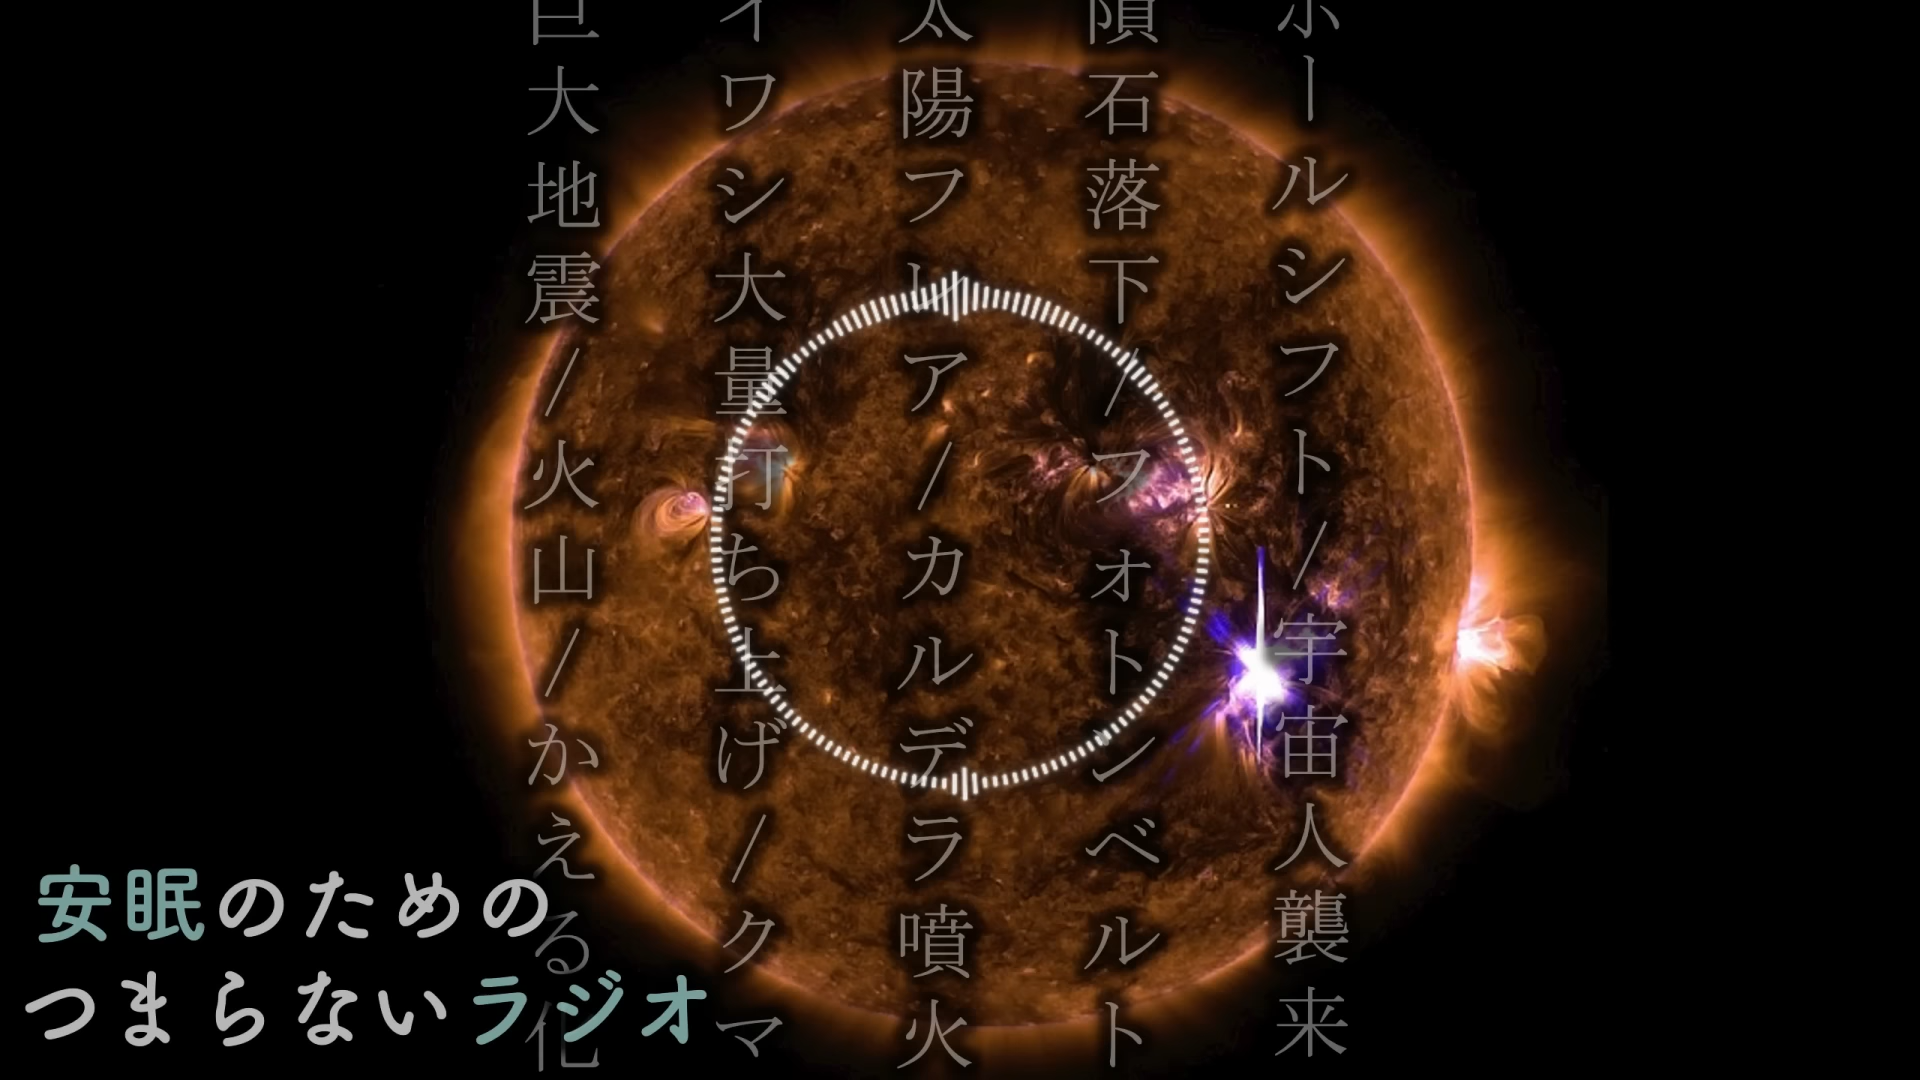 ポールシフト/宇宙人襲来
隕石落下/フォトンベルト
太陽フレア/カルデラ噴火
イワシ大量打ち上げ/クマ
巨大地震/火山/かえる化
安眠のための
つまらないラジオ